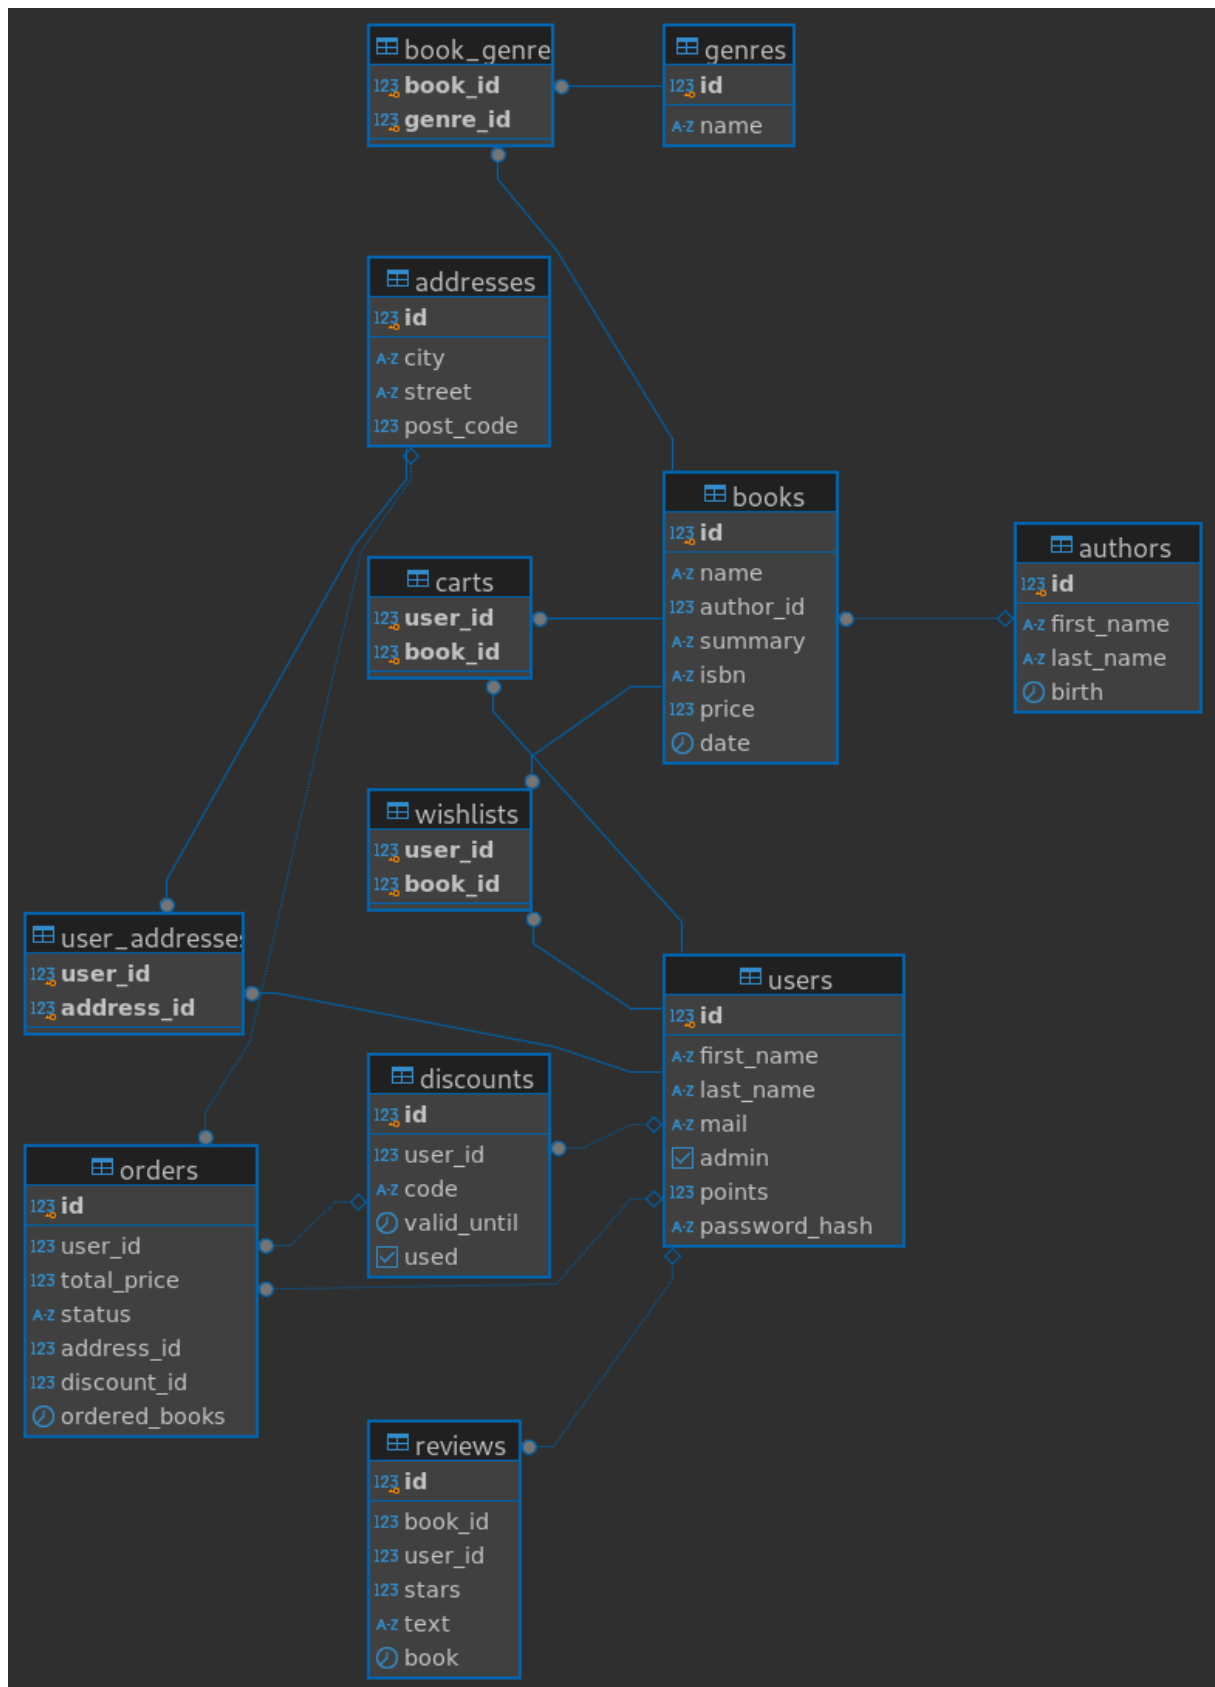 book_genre
book_id
genre_id
genres
id
name
addresses
id
city
street
post_code
books
id
name
author_id
summary
isbn
price
date
authors
id
first_name
last_name
birth
carts
user_id
book_id
wishlists
user_id
book_id
user_addresses
user_id
address_id
users
id
first_name
last_name
mail
admin
points
password_hash
discounts
id
user_id
code
valid_until
used
orders
id
user_id
total_price
status
address_id
discount_id
ordered_books
reviews
id
book_id
user_id
stars
text
book